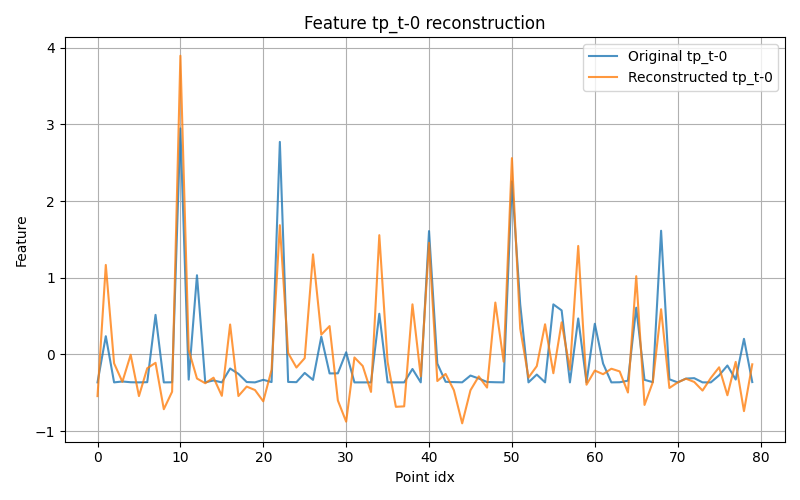 Feature tp_t-0 reconstruction
Original tp_t-0
Reconstructed tp_t-0
Feature
4
3
2
1
0
−1
0 10 20 30 40 50 60 70 80
Point idx